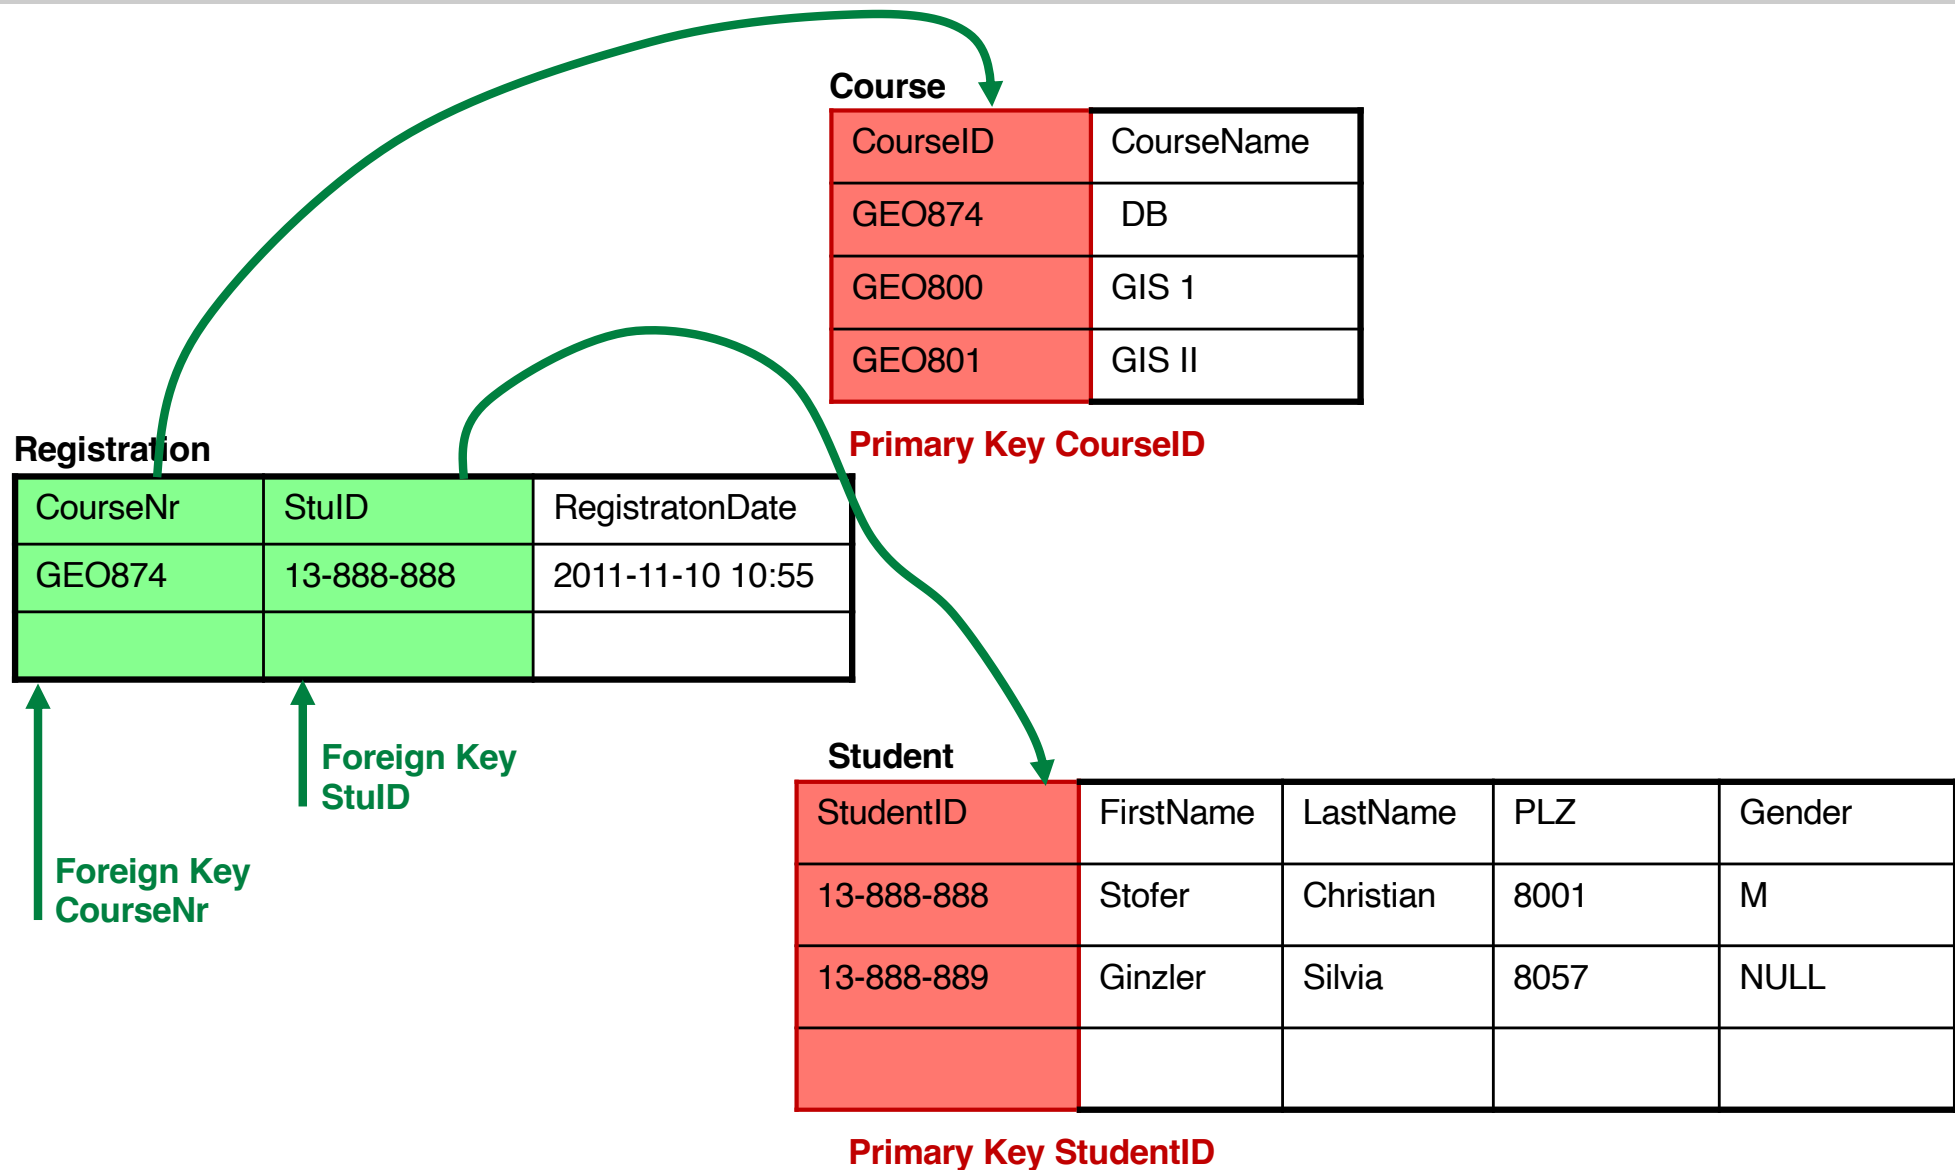 Course
CourseID CourseName
GEO874 DB
GEO800 GIS 1
GEO801 GIS II
Primary Key CourseID
Registration
CourseNr StuID RegistratonDate
GEO874 13-888-888 2011-11-10 10:55
Foreign Key
StuID
Foreign Key
CourseNr
Student
StudentID FirstName LastName PLZ Gender
13-888-888 Stofer Christian 8001 M
13-888-889 Ginzler Silvia 8057 NULL
Primary Key StudentID